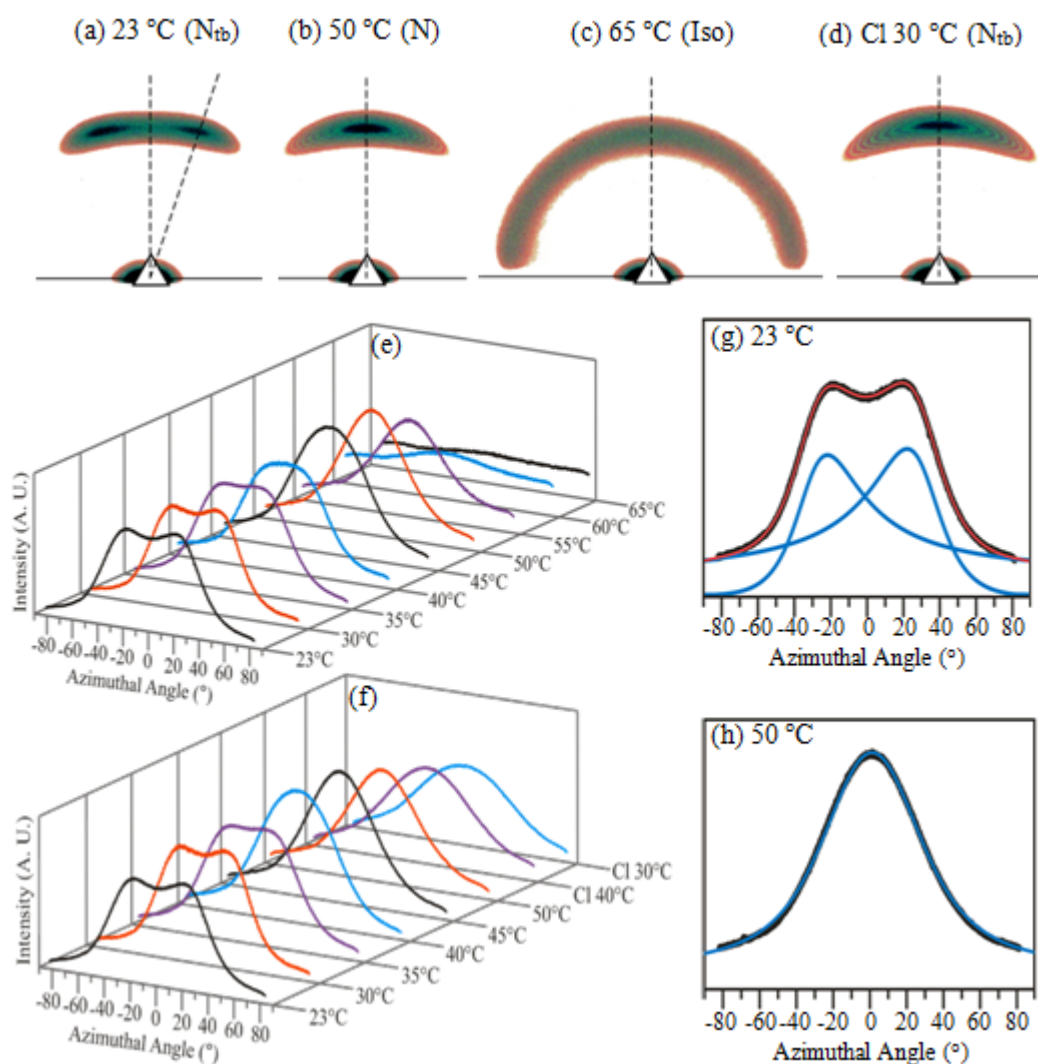 (a) 23 °C (Ntb)
(b) 50 °C (N)
(c) 65 °C (Iso)
(d) Cl 30 °C (Ntb)
(e)
Intensity (A. U.)
-80 -60 -40 -20 0 20 40 60 80
Azimuthal Angle (°)
23°C
30°C
35°C
40°C
45°C
50°C
55°C
60°C
65°C
(g) 23 °C
-80 -60 -40 -20 0 20 40 60 80
Azimuthal Angle (°)
(f)
Intensity (A. U.)
-80 -60 -40 -20 0 20 40 60 80
Azimuthal Angle (°)
23°C
30°C
35°C
40°C
45°C
50°C
Cl 40°C
Cl 30°C
(h) 50 °C
-80 -60 -40 -20 0 20 40 60 80
Azimuthal Angle (°)